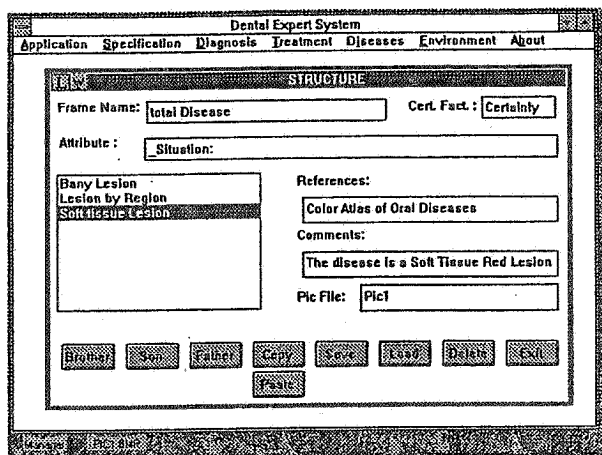 Dental Expert System
Application Specification Diagnosis Treatment Diseases Environment About
STRUCTURE
Frame Name: total Disease Cert. Fact. : Certainty
Attribute : _Situation:
Bany Lesion
Lesion by Region
Soft tissue Lesion
References:
Color Atlas of Oral Diseases
Comments:
The disease is a Soft Tissue Red Lesion
Pic File: Pic1
Brother Son Father Copy Save Load Delete Exit
Paste